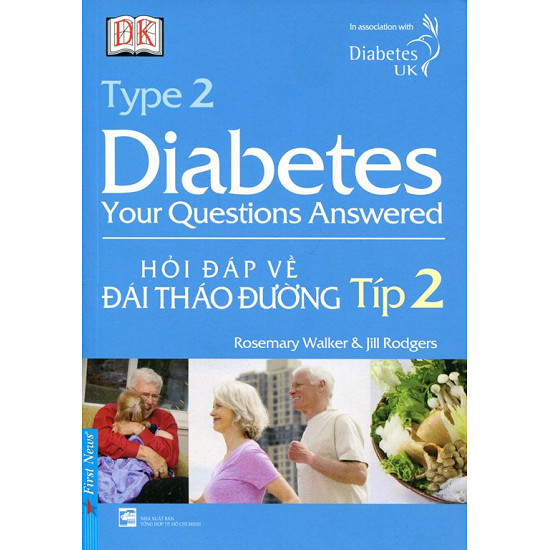 DK
In association with
Diabetes
UK
Type 2
Diabetes
Your Questions Answered
HỎI ĐÁP VỀ
ĐÁI THÁO ĐƯỜNG Típ 2
Rosemary Walker & Jill Rodgers
First News
NHÀ XUẤT BẢN
TỔNG HỢP TP. HỒ CHÍ MINH